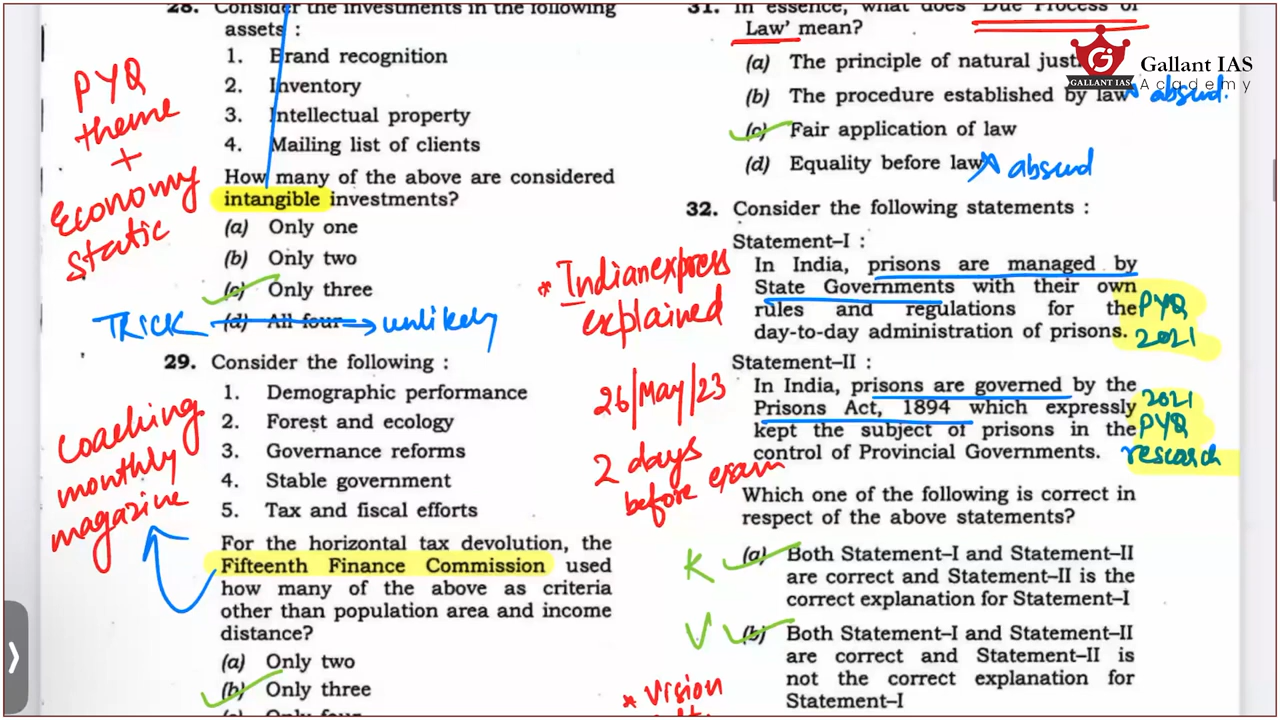 28. Consider the investments in the following
assets :
1. Brand recognition
2. Inventory
3. Intellectual property
4. Mailing list of clients
How many of the above are considered
intangible investments?
(a) Only one
(b) Only two
(c) Only three
(d) All four
TRICK → unlikely
PYQ
theme
+
Economy
static
29. Consider the following :
1. Demographic performance
2. Forest and ecology
3. Governance reforms
4. Stable government
5. Tax and fiscal efforts
For the horizontal tax devolution, the
Fifteenth Finance Commission used
how many of the above as criteria
other than population area and income
distance?
(a) Only two
(b) Only three
(c) Only four
Coaching
monthly
magazine
31. In essence, what does 'Due Process of
Law' mean?
(a) The principle of natural just
(b) The procedure established by law
absurd.
(c) Fair application of law
(d) Equality before law
absurd
Gallant IAS
Academy
GALLANT IAS
32. Consider the following statements :
Statement-I :
In India, prisons are managed by
State Governments with their own
rules and regulations for the
day-to-day administration of prisons.
PYQ
2021
Statement-II :
In India, prisons are governed by the
Prisons Act, 1894 which expressly
kept the subject of prisons in the
control of Provincial Governments.
2021
PYQ
research
Which one of the following is correct in
respect of the above statements?
K
(a) Both Statement-I and Statement-II
are correct and Statement-II is the
correct explanation for Statement-I
V
(b) Both Statement-I and Statement-II
are correct and Statement-II is
not the correct explanation for
Statement-I
* Indianexpress
explained
26/May/23
2 days
before exam
* Vision